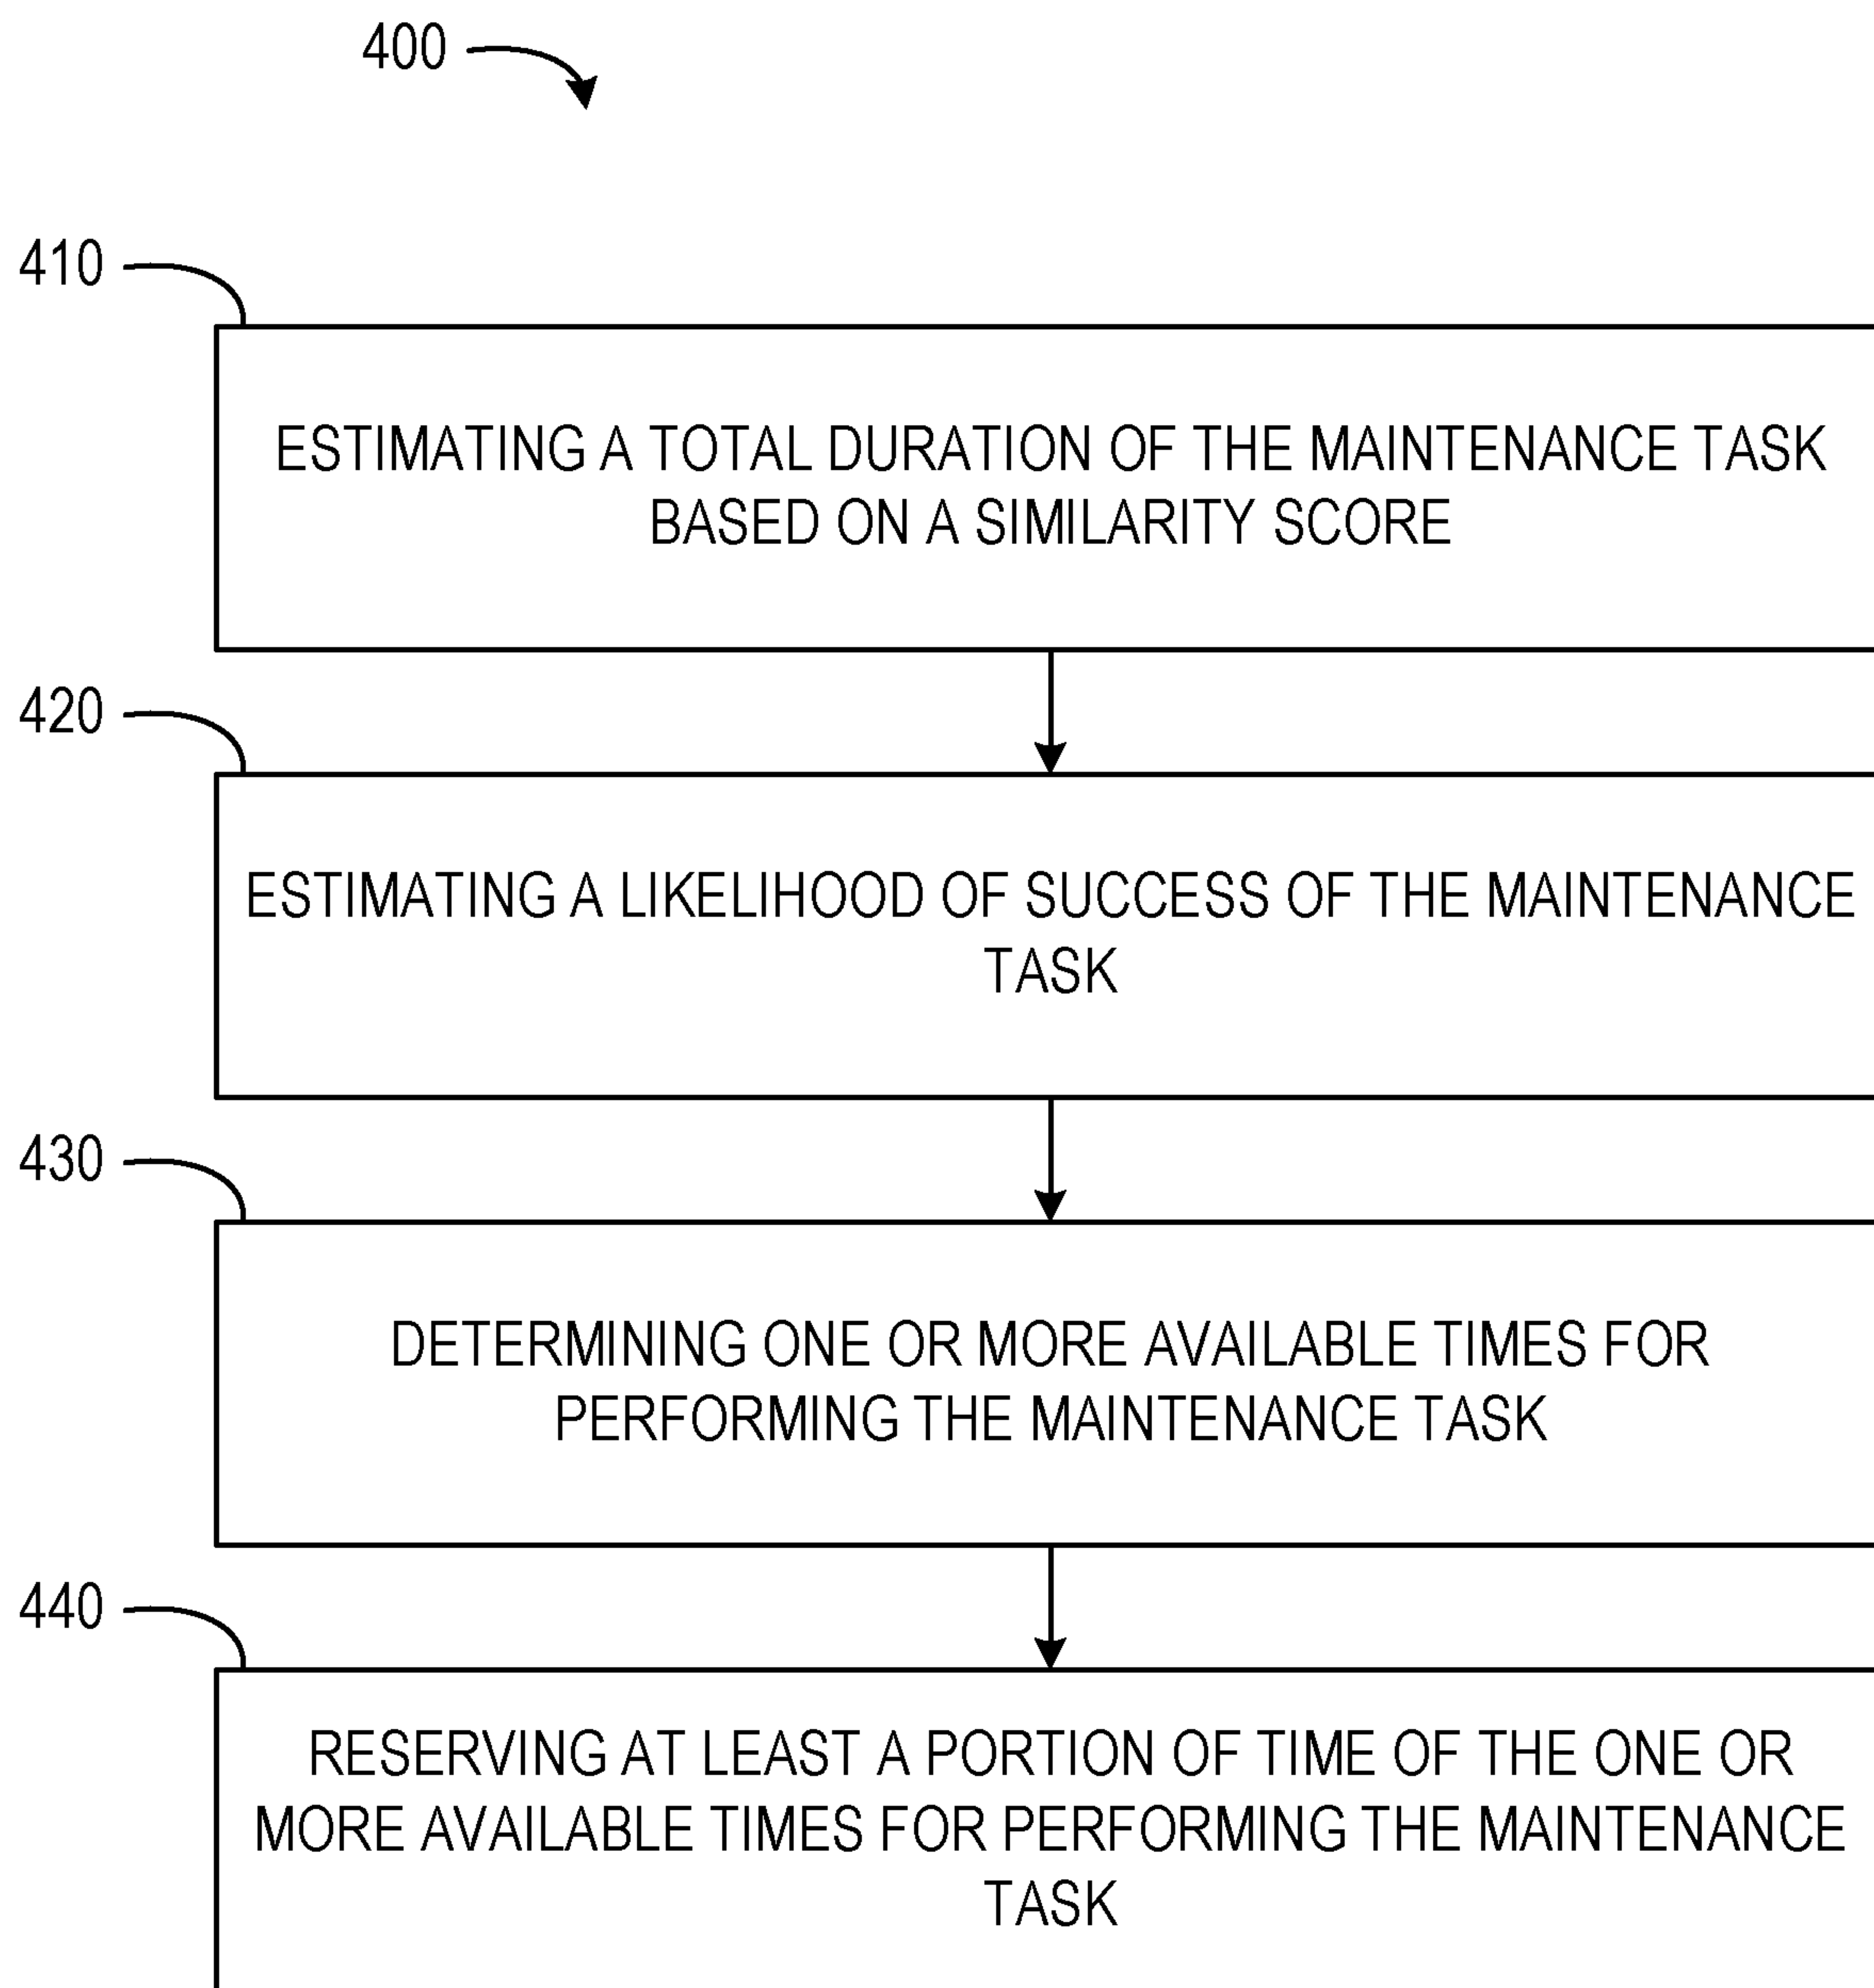 400
410
ESTIMATING A TOTAL DURATION OF THE MAINTENANCE TASK
BASED ON A SIMILARITY SCORE
420
ESTIMATING A LIKELIHOOD OF SUCCESS OF THE MAINTENANCE
TASK
430
DETERMINING ONE OR MORE AVAILABLE TIMES FOR
PERFORMING THE MAINTENANCE TASK
440
RESERVING AT LEAST A PORTION OF TIME OF THE ONE OR
MORE AVAILABLE TIMES FOR PERFORMING THE MAINTENANCE
TASK